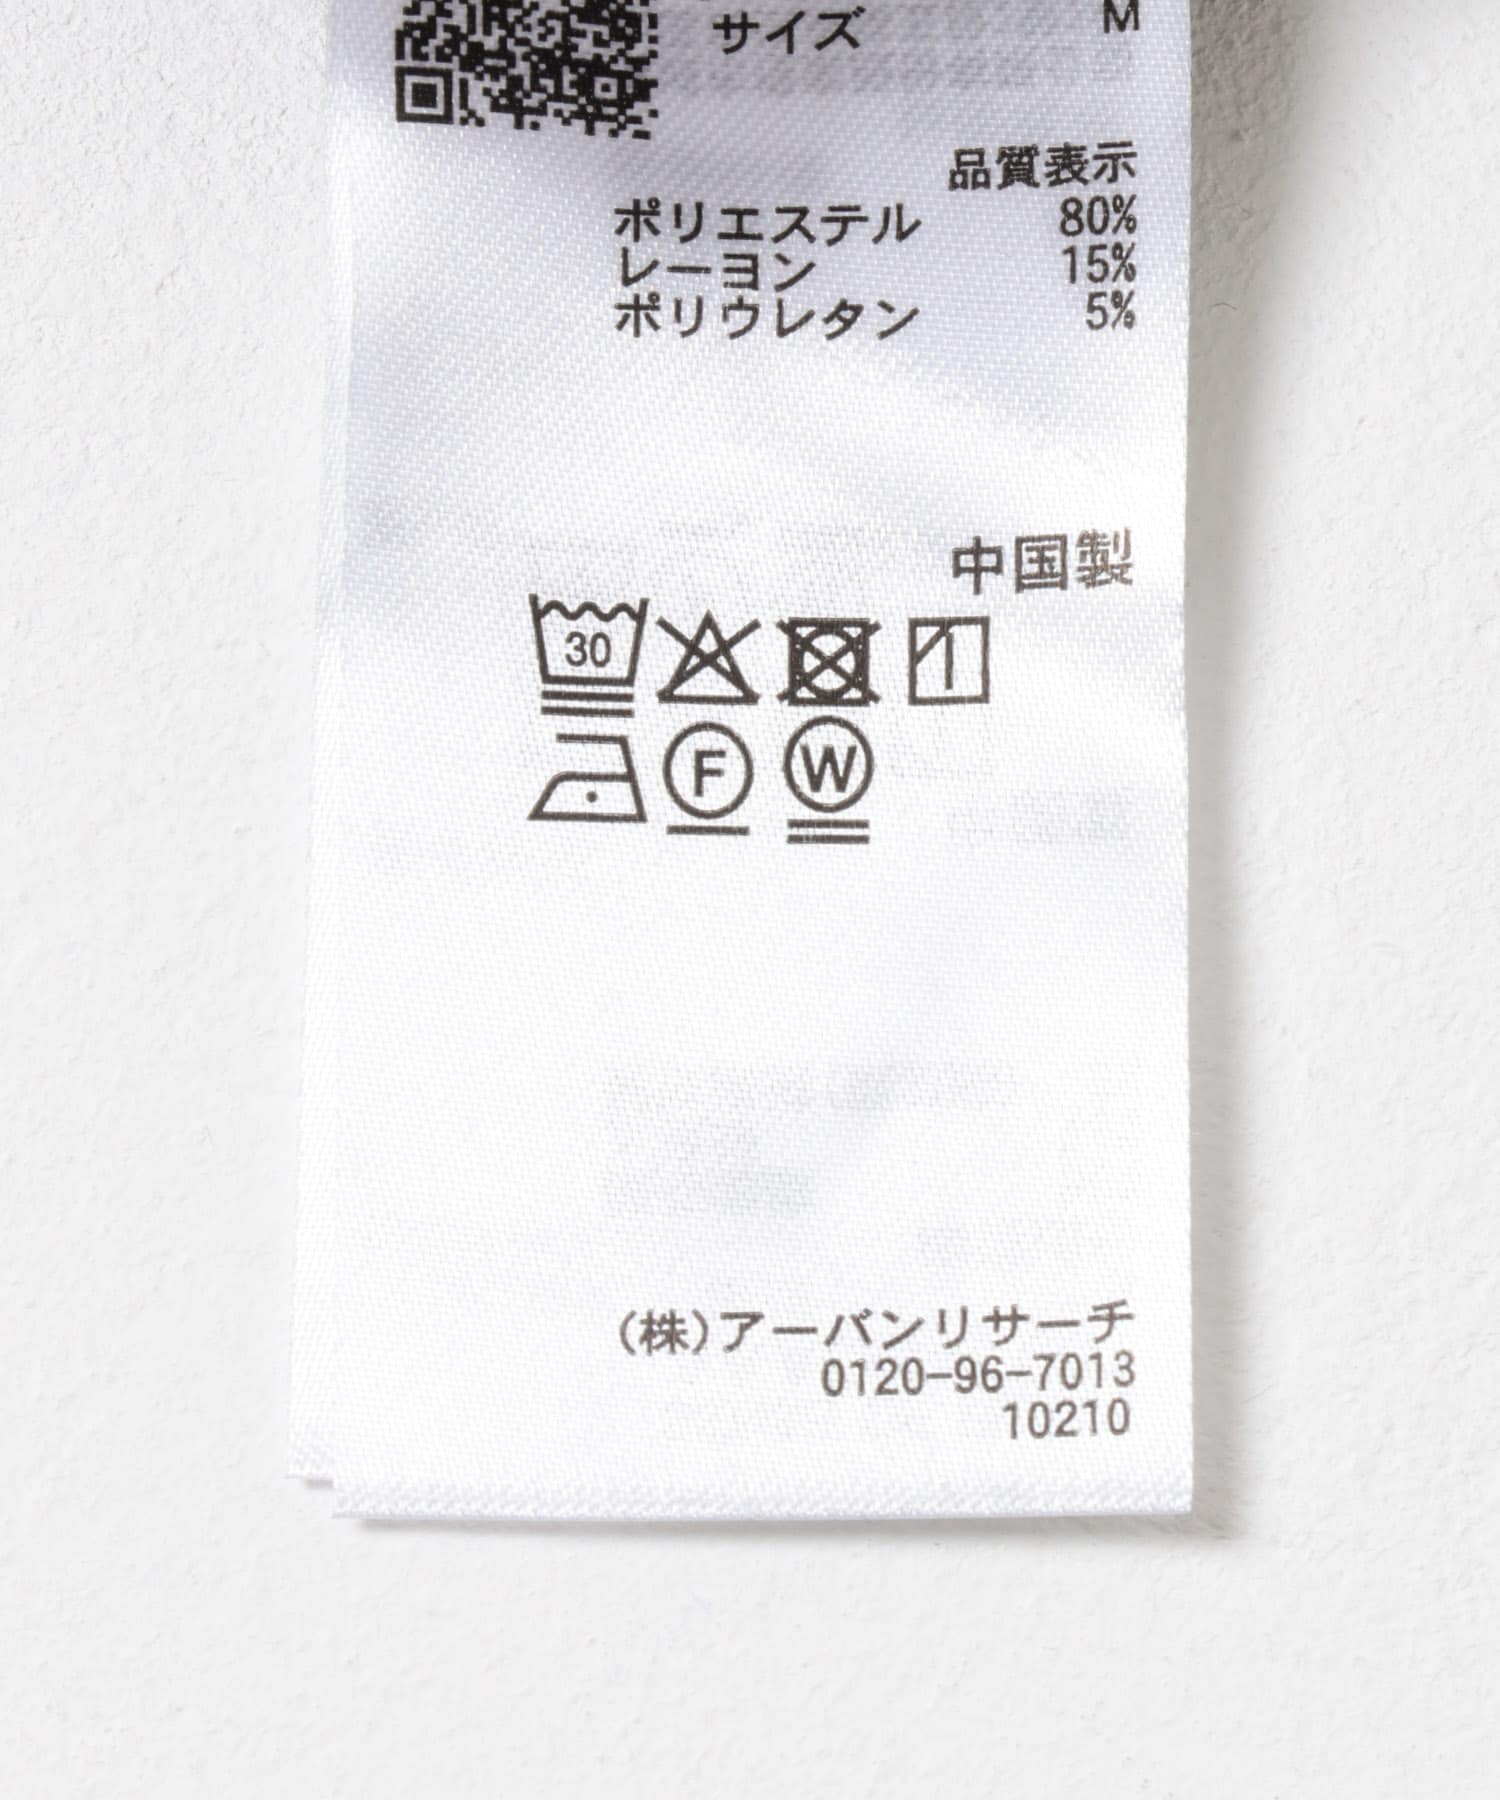 サイズ M
品質表示
ポリエステル 80%
レーヨン 15%
ポリウレタン 5%
中国製
30
F W
(株)アーバンリサーチ
0120-96-7013
10210